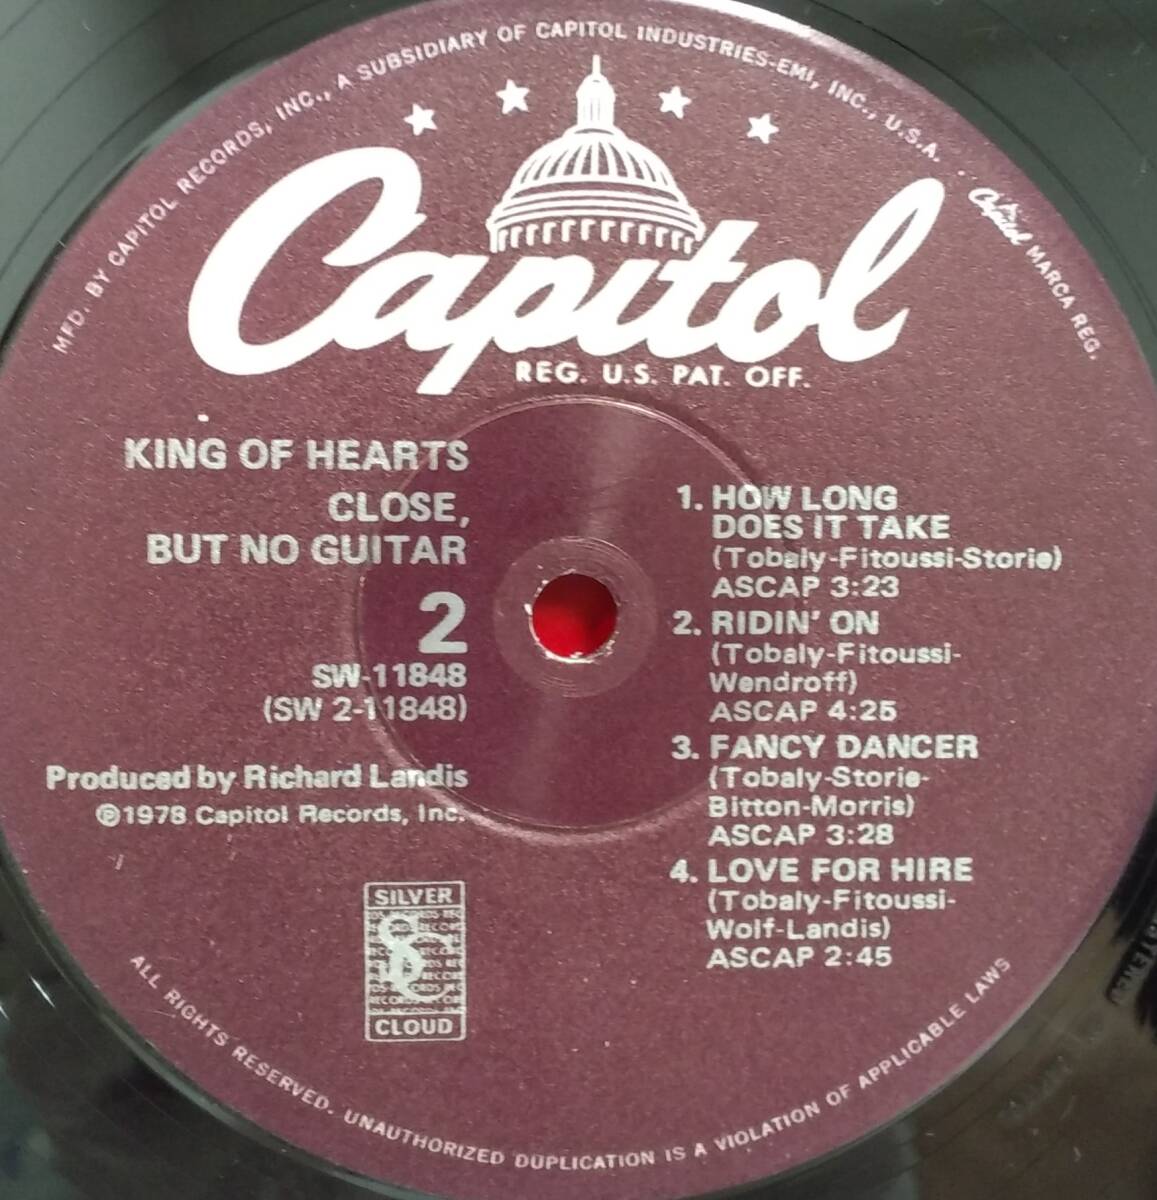 MFD. BY CAPITOL RECORDS, INC., A SUBSIDIARY OF CAPITOL INDUSTRIES-EMI, INC., U.S.A. · Capitol MARCA REG.
Capitol
REG. U.S. PAT. OFF.
KING OF HEARTS
CLOSE,
BUT NO GUITAR
2
SW-11848
(SW 2-11848)
Produced by Richard Landis
℗1978 Capitol Records, Inc.
1. HOW LONG
DOES IT TAKE
(Tobaly-Fitoussi-Storie)
ASCAP 3:23
2. RIDIN' ON
(Tobaly-Fitoussi-
Wendroff)
ASCAP 4:25
3. FANCY DANCER
(Tobaly-Storie-
Bitton-Morris)
ASCAP 3:28
4. LOVE FOR HIRE
(Tobaly-Fitoussi-
Wolf-Landis)
ASCAP 2:45
SILVER
SC
CLOUD
ALL RIGHTS RESERVED. UNAUTHORIZED DUPLICATION IS A VIOLATION OF APPLICABLE LAWS